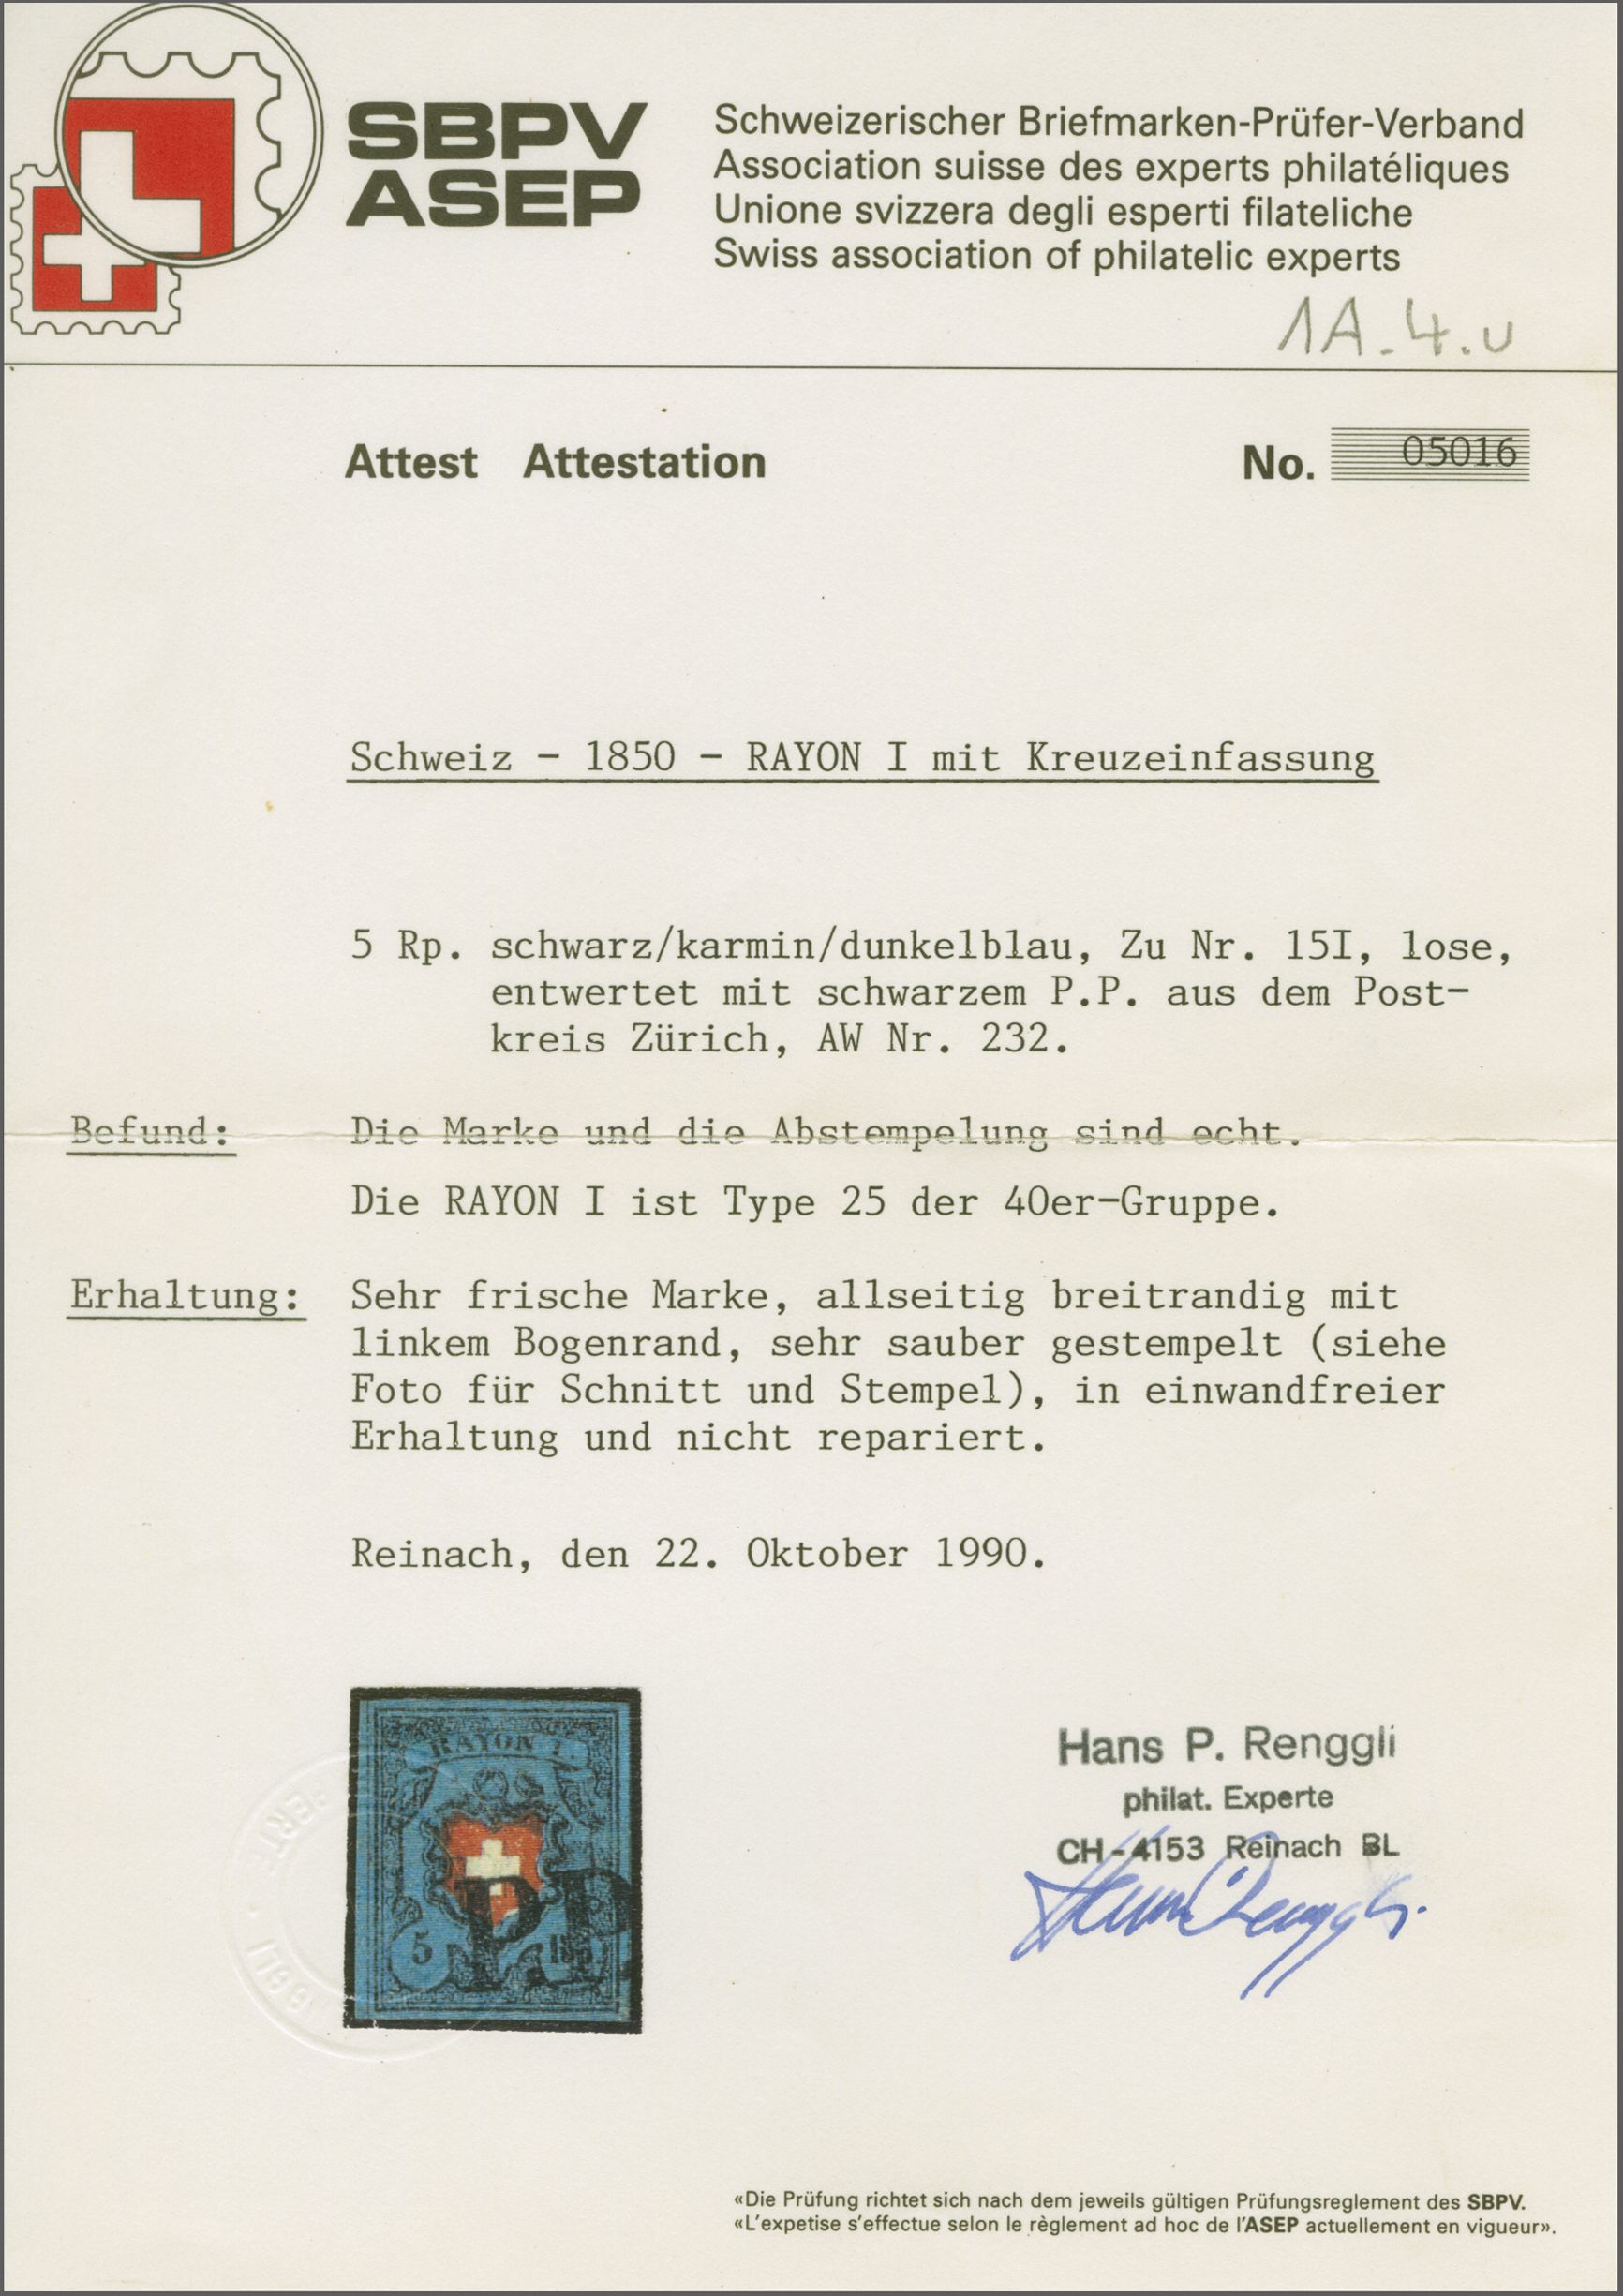 SBPV
ASEP
Schweizerischer Briefmarken-Prüfer-Verband
Association suisse des experts philatéliques
Unione svizzera degli esperti filateliche
Swiss association of philatelic experts
1A.4.u
Attest Attestation
No. 05016
Schweiz - 1850 - RAYON I mit Kreuzeinfassung
5 Rp. schwarz/karmin/dunkelblau, Zu Nr. 15I, lose,
entwertet mit schwarzem P.P. aus dem Post-
kreis Zürich, AW Nr. 232.
Befund: Die Marke und die Abstempelung sind echt.
Die RAYON I ist Type 25 der 40er-Gruppe.
Erhaltung: Sehr frische Marke, allseitig breitrandig mit
linkem Bogenrand, sehr sauber gestempelt (siehe
Foto für Schnitt und Stempel), in einwandfreier
Erhaltung und nicht repariert.
Reinach, den 22. Oktober 1990.
RAYON I.
5
Hans P. Renggli
philat. Experte
CH-4153 Reinach BL
«Die Prüfung richtet sich nach dem jeweils gültigen Prüfungsreglement des SBPV.
«L'expetise s'effectue selon le règlement ad hoc de l'ASEP actuellement en vigueur».